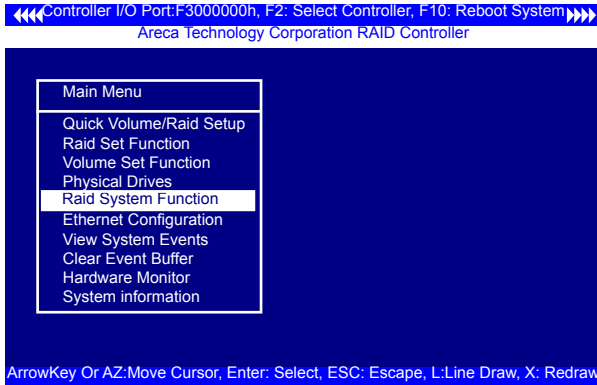 Controller I/O Port:F3000000h, F2: Select Controller, F10: Reboot System
Areca Technology Corporation RAID Controller
Main Menu
Quick Volume/Raid Setup
Raid Set Function
Volume Set Function
Physical Drives
Raid System Function
Ethernet Configuration
View System Events
Clear Event Buffer
Hardware Monitor
System information
ArrowKey Or AZ:Move Cursor, Enter: Select, ESC: Escape, L:Line Draw, X: Redraw